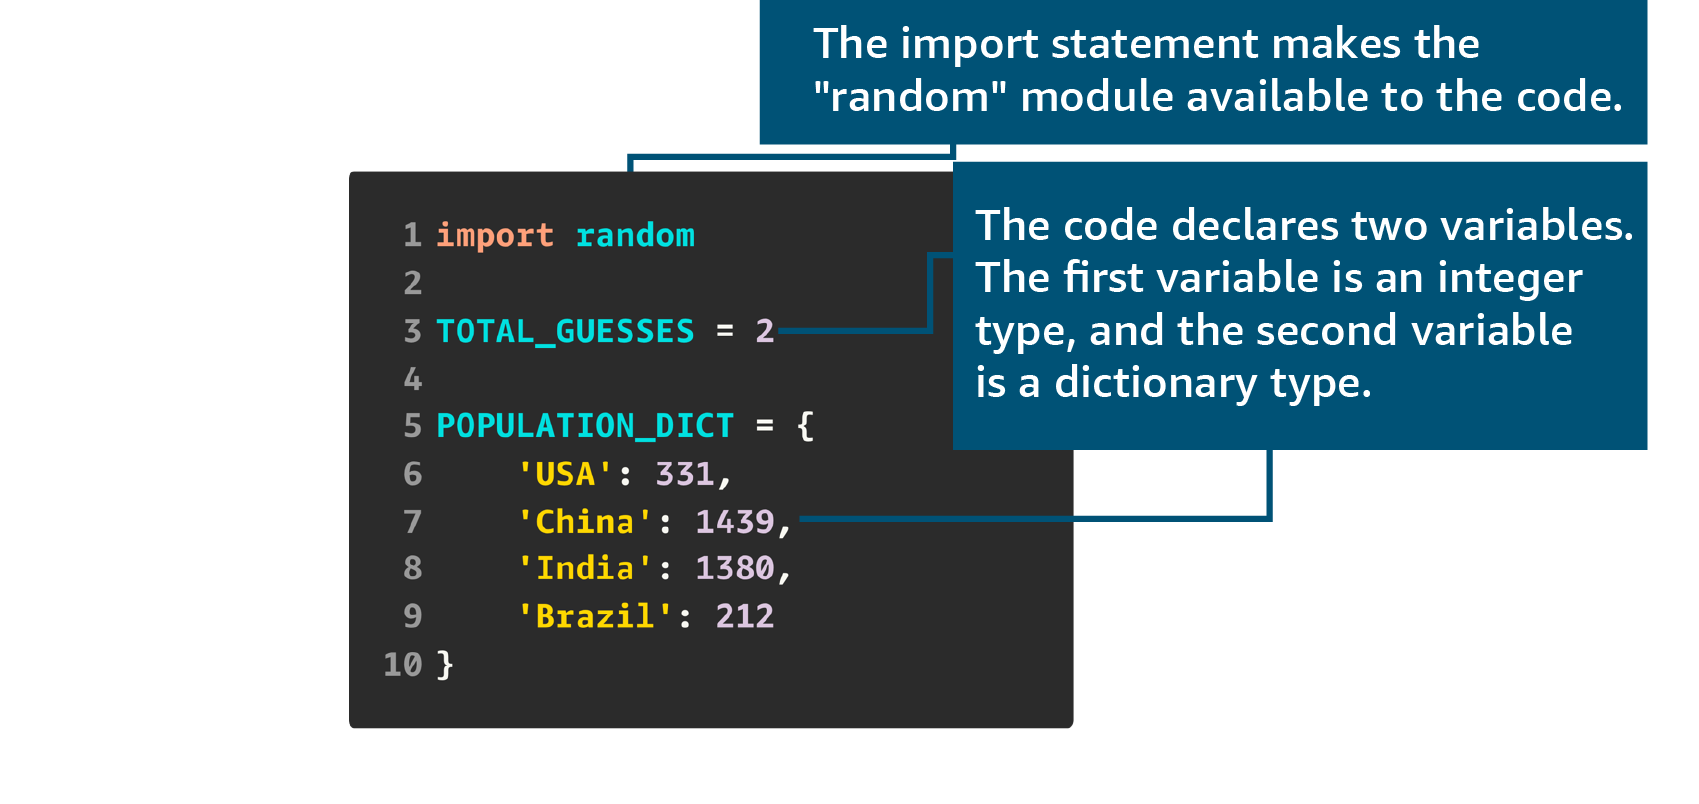 The import statement makes the
"random" module available to the code.
The code declares two variables.
The first variable is an integer
type, and the second variable
is a dictionary type.
1 import random
2
3 TOTAL_GUESSES = 2
4
5 POPULATION_DICT = {
6     'USA': 331,
7     'China': 1439,
8     'India': 1380,
9     'Brazil': 212
10 }